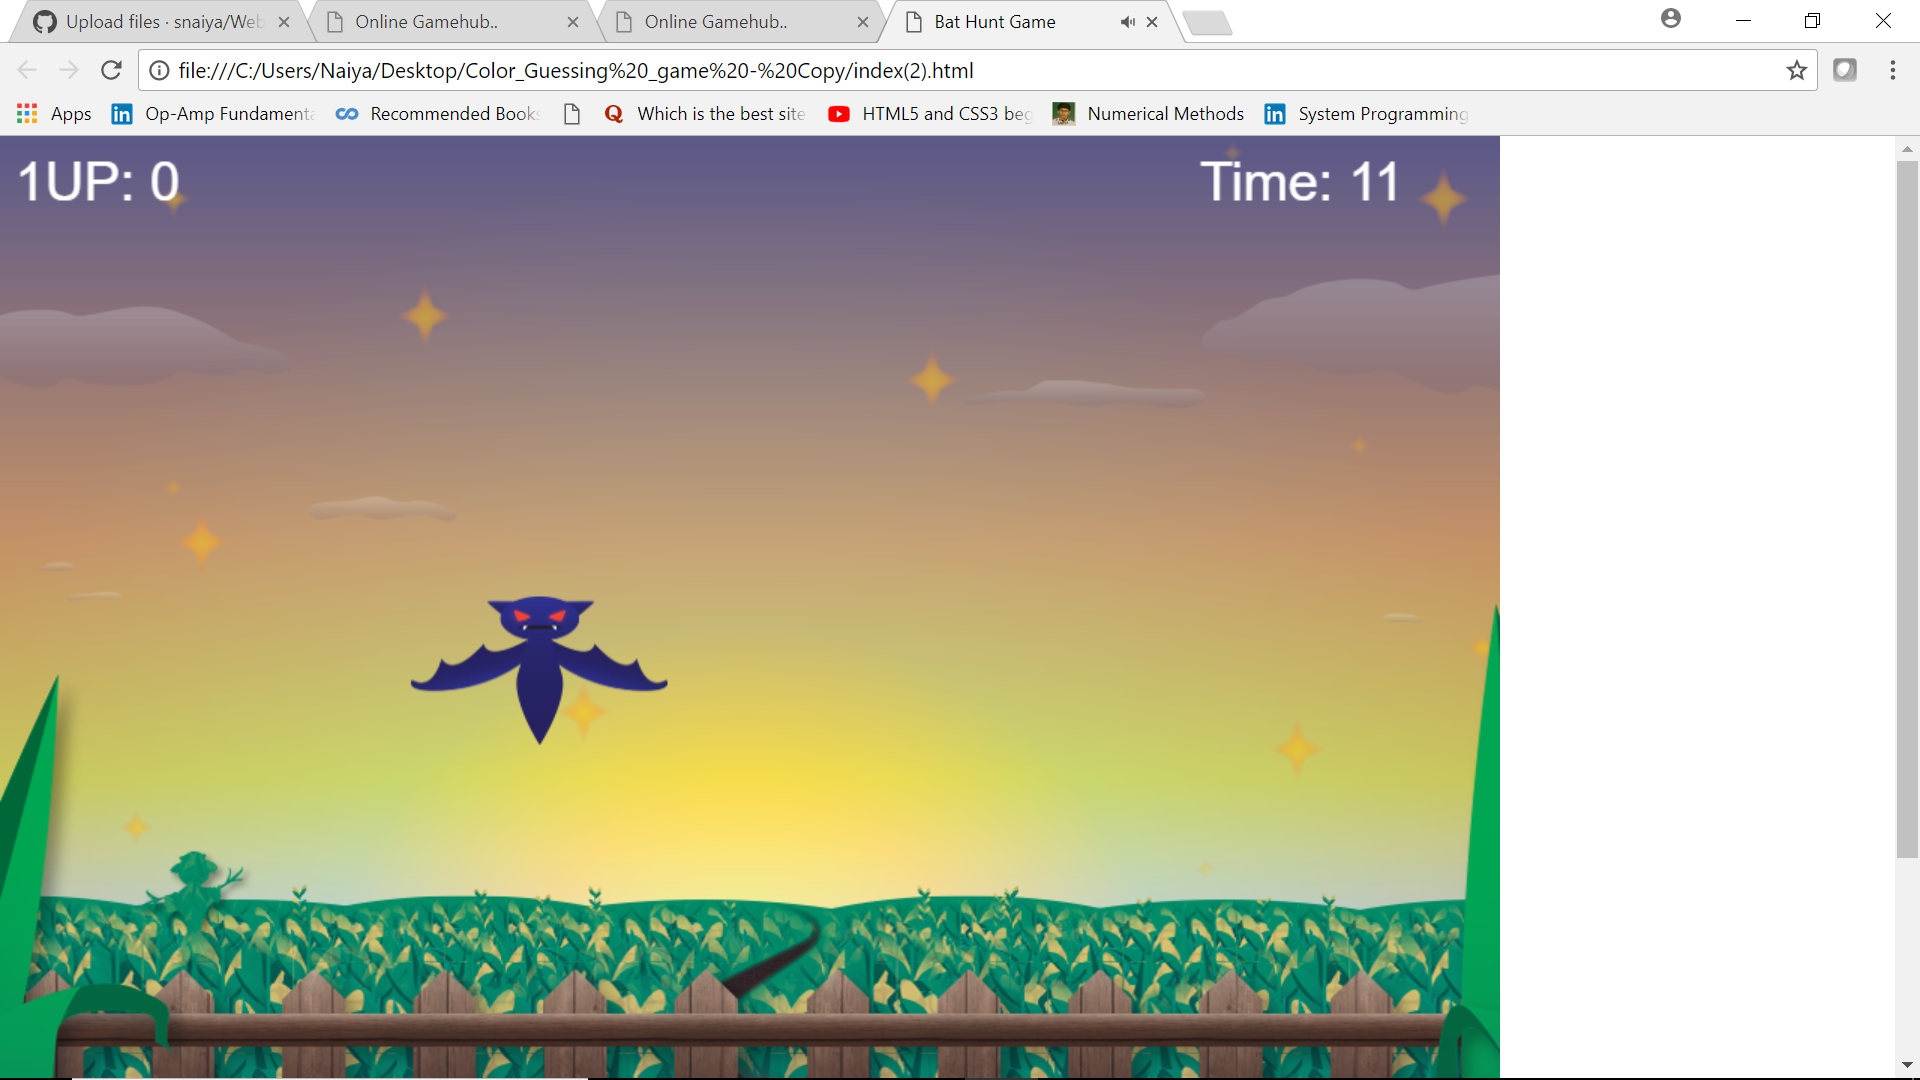 Upload files · snaiya/Web
Online Gamehub..
Online Gamehub..
Bat Hunt Game
file:///C:/Users/Naiya/Desktop/Color_Guessing%20_game%20-%20Copy/index(2).html
Apps
Op-Amp Fundamenta
Recommended Books
Which is the best site
HTML5 and CSS3 beg
Numerical Methods
System Programming
1UP: 0
Time: 11